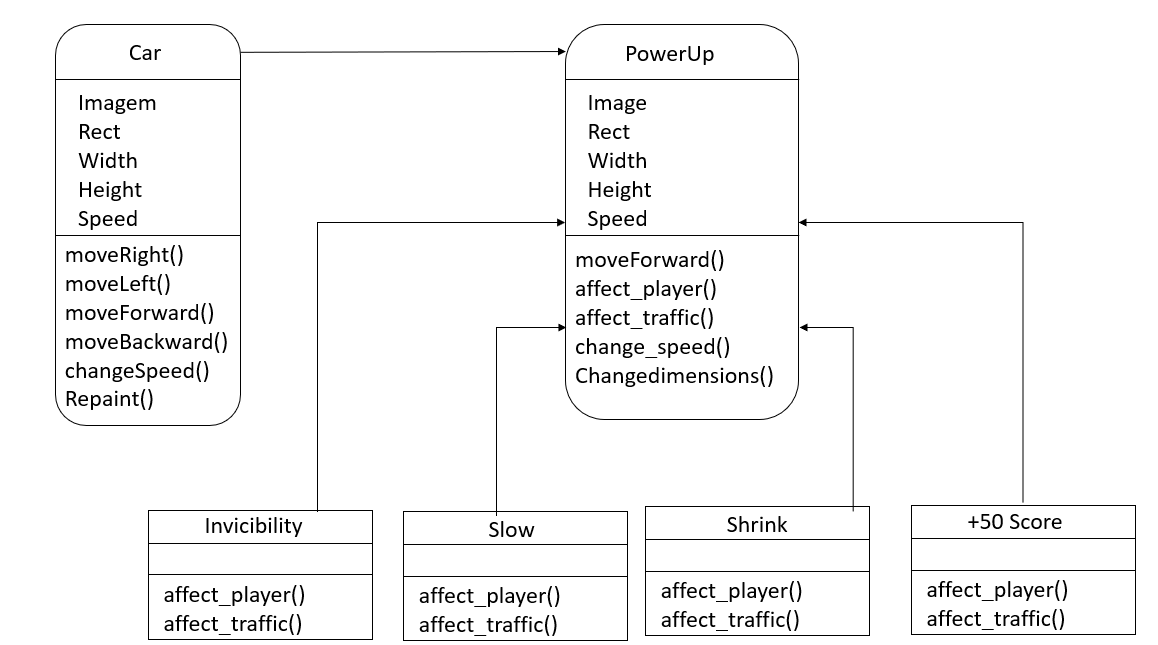 Car
Imagem
Rect
Width
Height
Speed
moveRight()
moveLeft()
moveForward()
moveBackward()
changeSpeed()
Repaint()
PowerUp
Image
Rect
Width
Height
Speed
moveForward()
affect_player()
affect_traffic()
change_speed()
Changedimensions()
Invicibility
affect_player()
affect_traffic()
Slow
affect_player()
affect_traffic()
Shrink
affect_player()
affect_traffic()
+50 Score
affect_player()
affect_traffic()